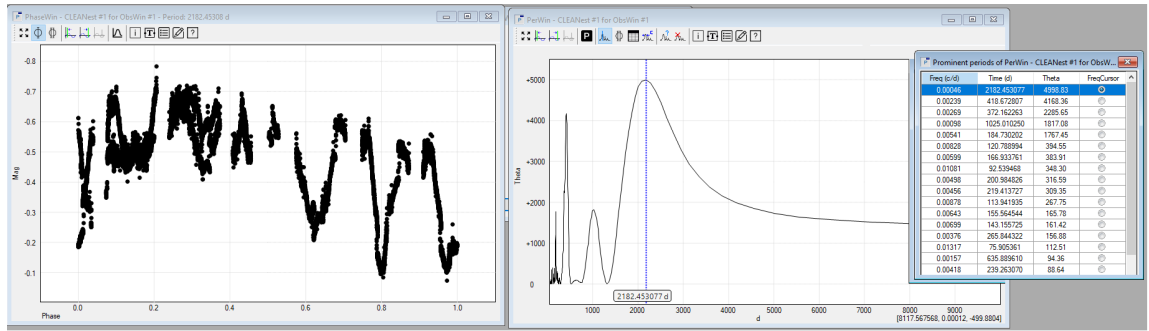 PhaseWin - CLEANest #1 for ObsWin #1 - Period: 2182.45308 d
-0.8
-0.7
-0.6
-0.5
-0.4
-0.3
-0.2
-0.1
Mag
0.0 0.2 0.4 0.6 0.8 1.0
Phase
PerWin - CLEANest #1 for ObsWin #1
+5000
+4000
+3000
+2000
+1000
0
Theta
2182.453077 d
1000 2000 3000 4000 5000 6000 7000 8000 9000
d
[8117.567568, 0.00012, -499.8804]
Prominent periods of PerWin - CLEANest #1 for ObsW...
Freq (c/d) Time (d) Theta FreqCursor
0.00046 2182.453077 4998.83
0.00239 418.672807 4168.36
0.00269 372.162263 2285.65
0.00098 1025.010250 1817.08
0.00541 184.730202 1767.45
0.00828 120.788994 394.55
0.00599 166.933761 383.91
0.01081 92.539468 348.30
0.00498 200.984826 316.59
0.00456 219.413727 309.35
0.00878 113.941935 267.75
0.00643 155.564544 165.78
0.00699 143.155725 161.42
0.00376 265.844322 156.88
0.01317 75.905361 112.51
0.00157 635.889610 94.36
0.00418 239.263070 88.64